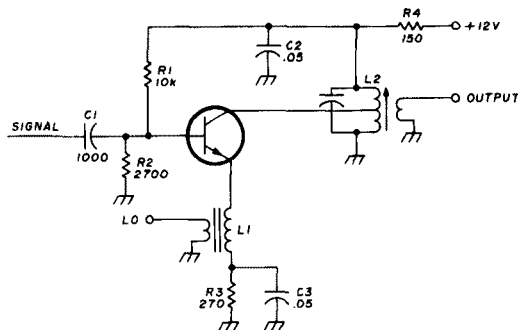 R4
150
+12V
C2
.05
R1
10K
L2
OUTPUT
C1
SIGNAL
1000
R2
2700
LO
L1
R3
270
C3
.05